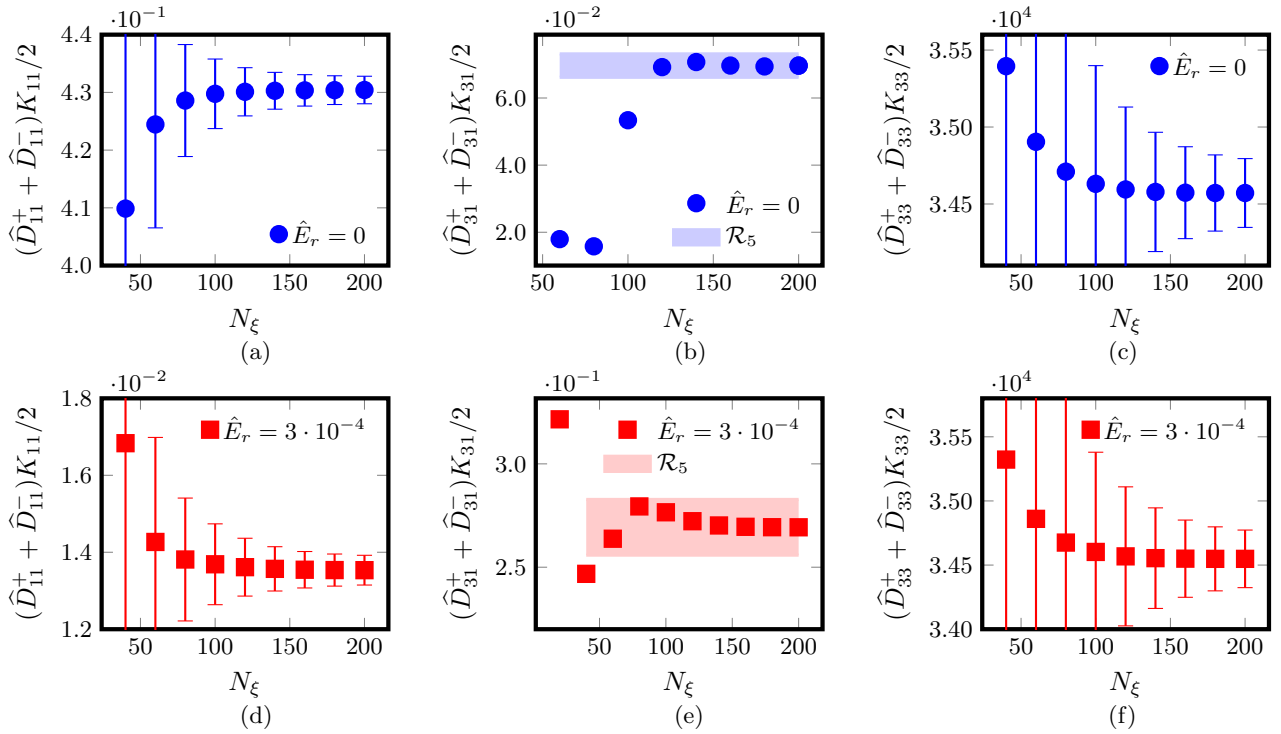 ·10⁻¹
4.4
4.3
4.2
4.1
4.0
50 100 150 200
(D̂₁₁⁺ + D̂₁₁⁻)K₁₁/2
Êᵣ = 0
N_ξ
(a)
·10⁻²
6.0
4.0
2.0
50 100 150 200
(D̂₃₁⁺ + D̂₃₁⁻)K₃₁/2
Êᵣ = 0
ℛ₅
N_ξ
(b)
·10⁴
3.55
3.50
3.45
50 100 150 200
(D̂₃₃⁺ + D̂₃₃⁻)K₃₃/2
Êᵣ = 0
N_ξ
(c)
·10⁻²
1.8
1.6
1.4
1.2
50 100 150 200
(D̂₁₁⁺ + D̂₁₁⁻)K₁₁/2
Êᵣ = 3 · 10⁻⁴
N_ξ
(d)
·10⁻¹
3.0
2.5
50 100 150 200
(D̂₃₁⁺ + D̂₃₁⁻)K₃₁/2
Êᵣ = 3 · 10⁻⁴
ℛ₅
N_ξ
(e)
·10⁴
3.55
3.50
3.45
3.40
50 100 150 200
(D̂₃₃⁺ + D̂₃₃⁻)K₃₃/2
Êᵣ = 3 · 10⁻⁴
N_ξ
(f)